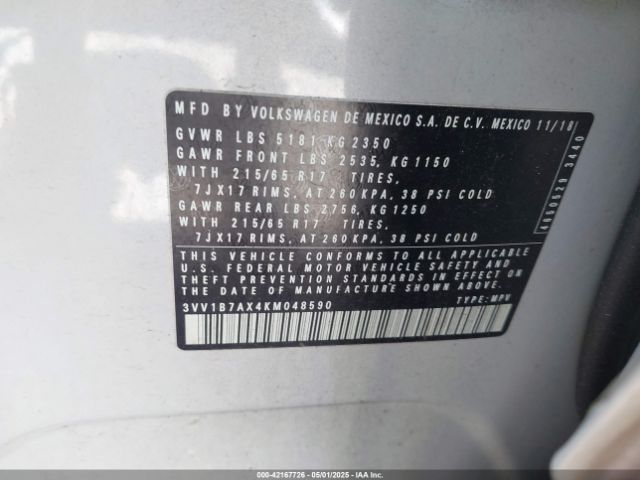 MFD BY VOLKSWAGEN DE MEXICO S.A. DE C.V. MEXICO 11/18
GVWR LBS 5181 KG 2350
GAWR FRONT LBS 2535, KG 1150
WITH 215/65 R17 TIRES,
7JX17 RIMS, AT 260 KPA, 38 PSI COLD
GAWR REAR LBS 2756, KG 1250
WITH 215/65 R17 TIRES,
7JX17 RIMS, AT 260 KPA, 38 PSI COLD
THIS VEHICLE CONFORMS TO ALL APPLICABLE
U.S. FEDERAL MOTOR VEHICLE SAFETY AND
THEFT PREVENTION STANDARDS IN EFFECT ON
THE DATE OF MANUFACTURE SHOWN ABOVE.
3VV1B7AX4KM048590 TYPE: MPV
3440
000-42167726 - 05/01/2025 - IAAI.COM